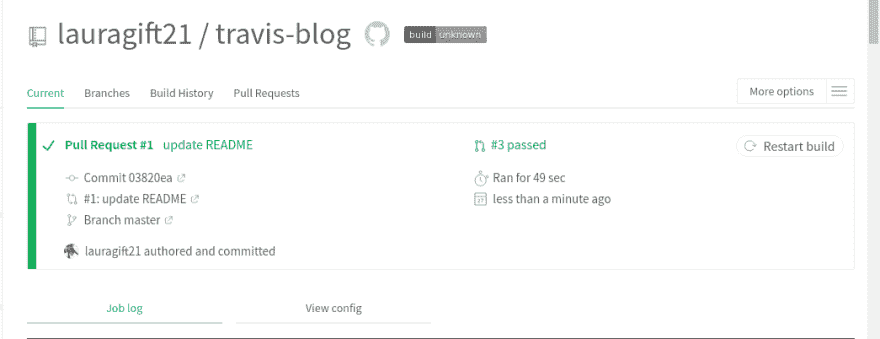 lauragift21 / travis-blog build unknown
Current Branches Build History Pull Requests More options
Pull Request #1 update README #3 passed Restart build
Commit 03820ea Ran for 49 sec
#1: update README less than a minute ago
Branch master
lauragift21 authored and committed
Job log View config